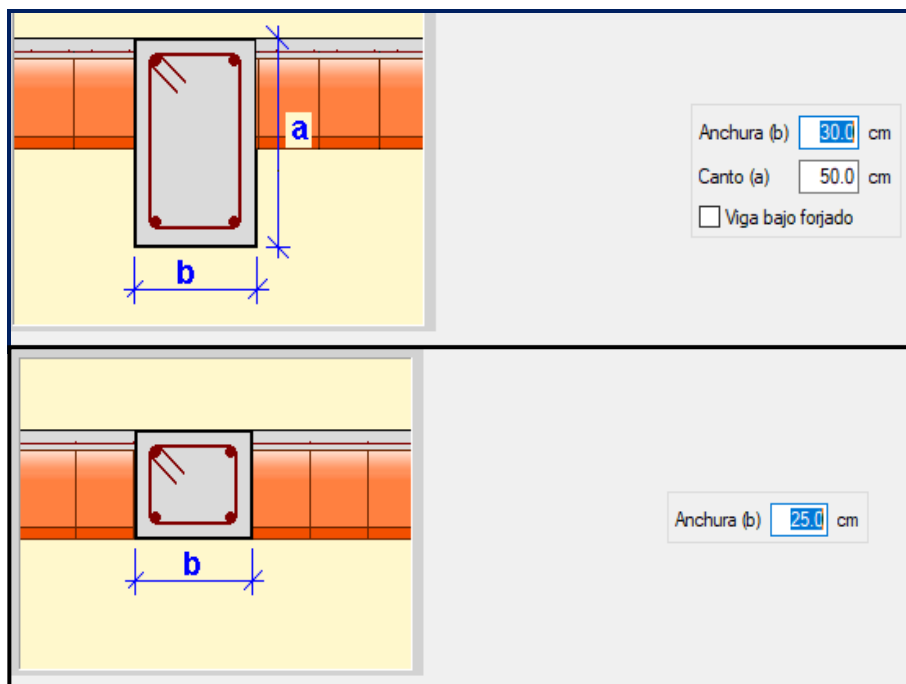 a
b
Anchura (b) 30.0 cm
Canto (a) 50.0 cm
Viga bajo forjado
b
Anchura (b) 25.0 cm